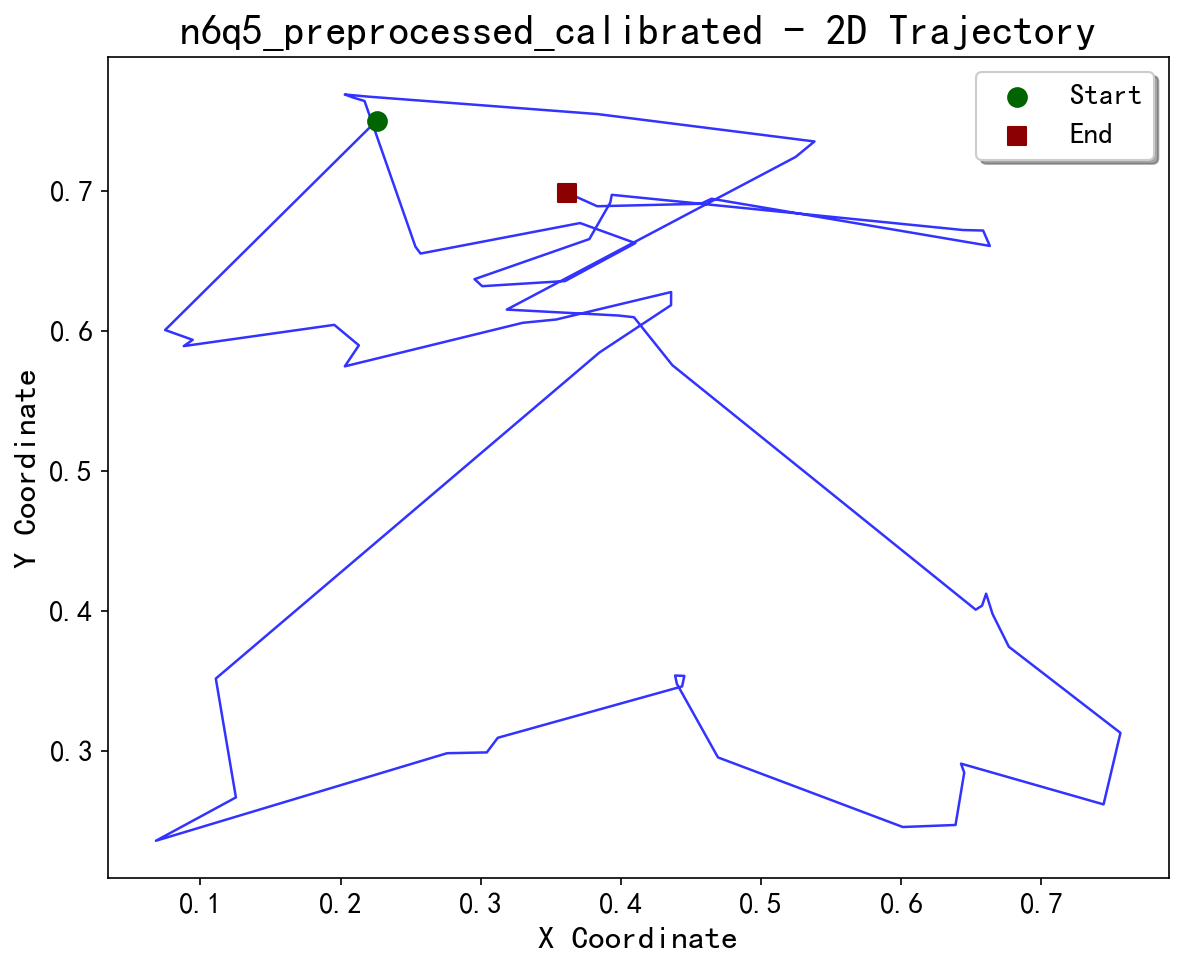 n6q5_preprocessed_calibrated - 2D Trajectory
Start
End
Y Coordinate
0.7
0.6
0.5
0.4
0.3
0.1 0.2 0.3 0.4 0.5 0.6 0.7
X Coordinate